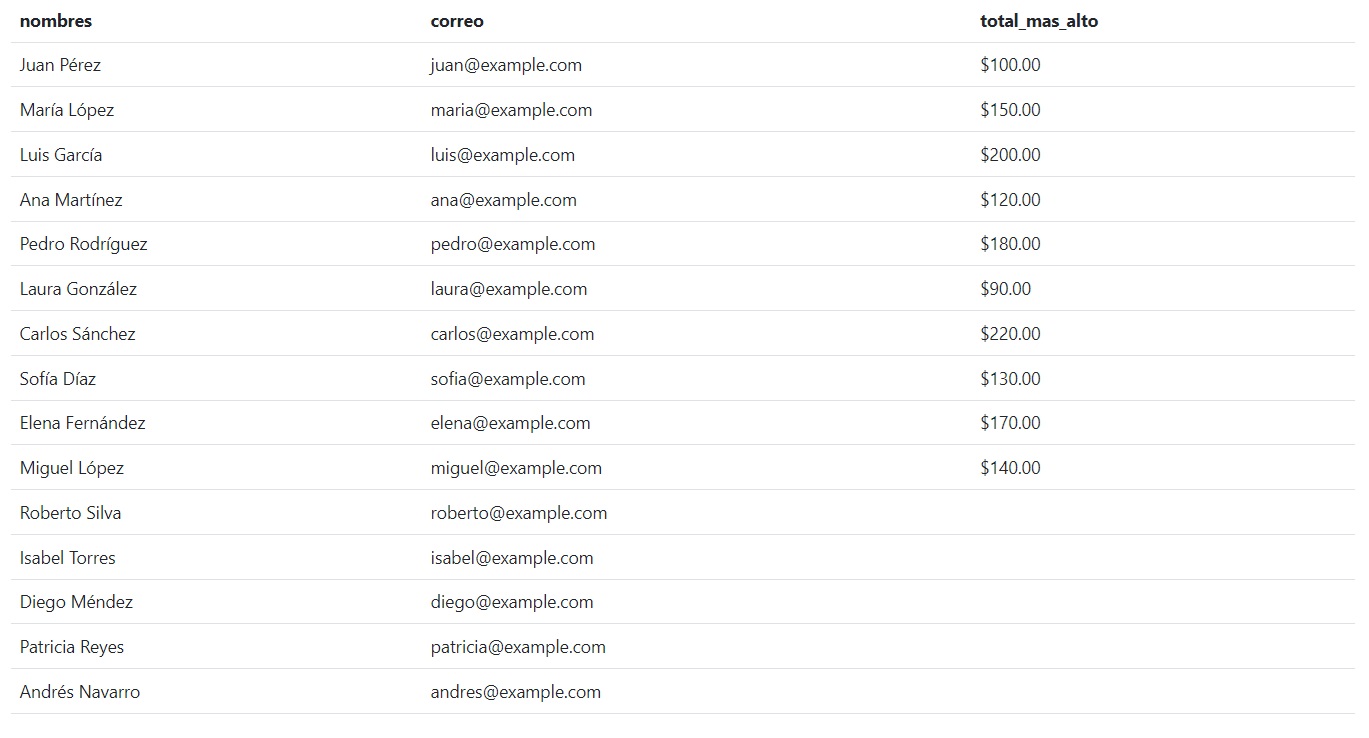 nombres correo total_mas_alto
Juan Pérez juan@example.com $100.00
María López maria@example.com $150.00
Luis García luis@example.com $200.00
Ana Martínez ana@example.com $120.00
Pedro Rodríguez pedro@example.com $180.00
Laura González laura@example.com $90.00
Carlos Sánchez carlos@example.com $220.00
Sofía Díaz sofia@example.com $130.00
Elena Fernández elena@example.com $170.00
Miguel López miguel@example.com $140.00
Roberto Silva roberto@example.com
Isabel Torres isabel@example.com
Diego Méndez diego@example.com
Patricia Reyes patricia@example.com
Andrés Navarro andres@example.com